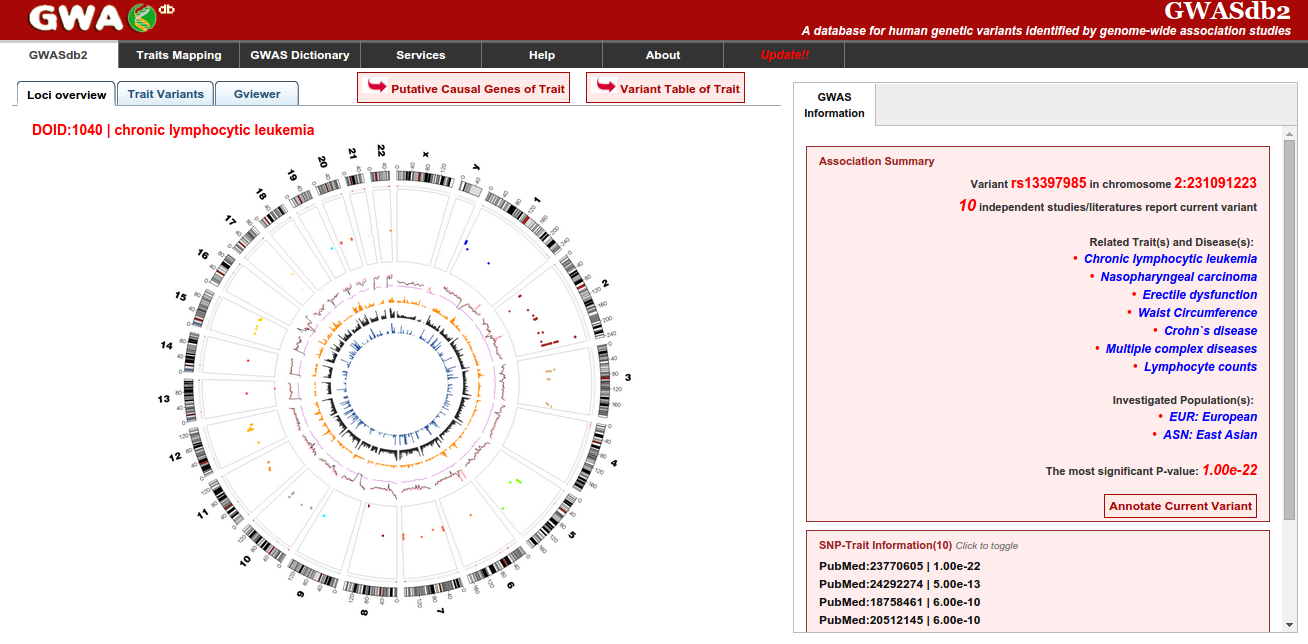 GWAS db
GWASdb2
A database for human genetic variants identified by genome-wide association studies
GWASdb2
Traits Mapping
GWAS Dictionary
Services
Help
About
Update!!
Loci overview
Trait Variants
Gviewer
Putative Causal Genes of Trait
Variant Table of Trait
DOID:1040 | chronic lymphocytic leukemia
x
y
1
2
3
4
5
6
7
8
9
10
11
12
13
14
15
16
17
18
19
20
21
22
GWAS
Information
Association Summary
Variant rs13397985 in chromosome 2:231091223
10 independent studies/literatures report current variant
Related Trait(s) and Disease(s):
• Chronic lymphocytic leukemia
• Nasopharyngeal carcinoma
• Erectile dysfunction
• Waist Circumference
• Crohn`s disease
• Multiple complex diseases
• Lymphocyte counts
Investigated Population(s):
• EUR: European
• ASN: East Asian
The most significant P-value: 1.00e-22
Annotate Current Variant
SNP-Trait Information(10) Click to toggle
PubMed:23770605 | 1.00e-22
PubMed:24292274 | 5.00e-13
PubMed:18758461 | 6.00e-10
PubMed:20512145 | 6.00e-10